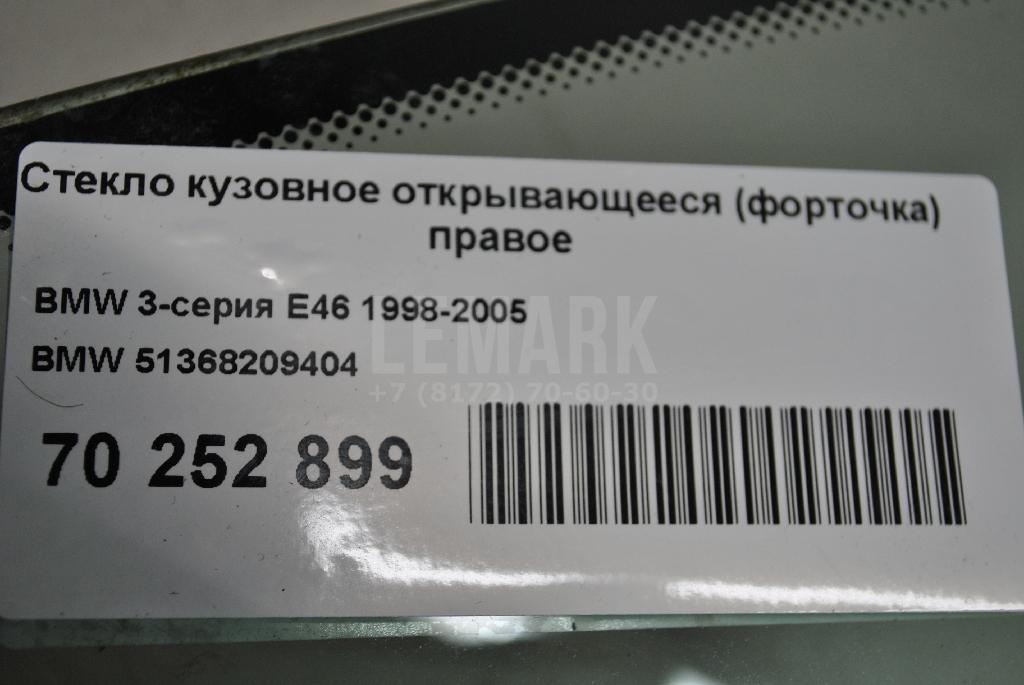 Стекло кузовное открывающееся (форточка)
правое
BMW 3-серия E46 1998-2005
LEMARK
BMW 51368209404
+7 (8172) 70-60-30
70 252 899